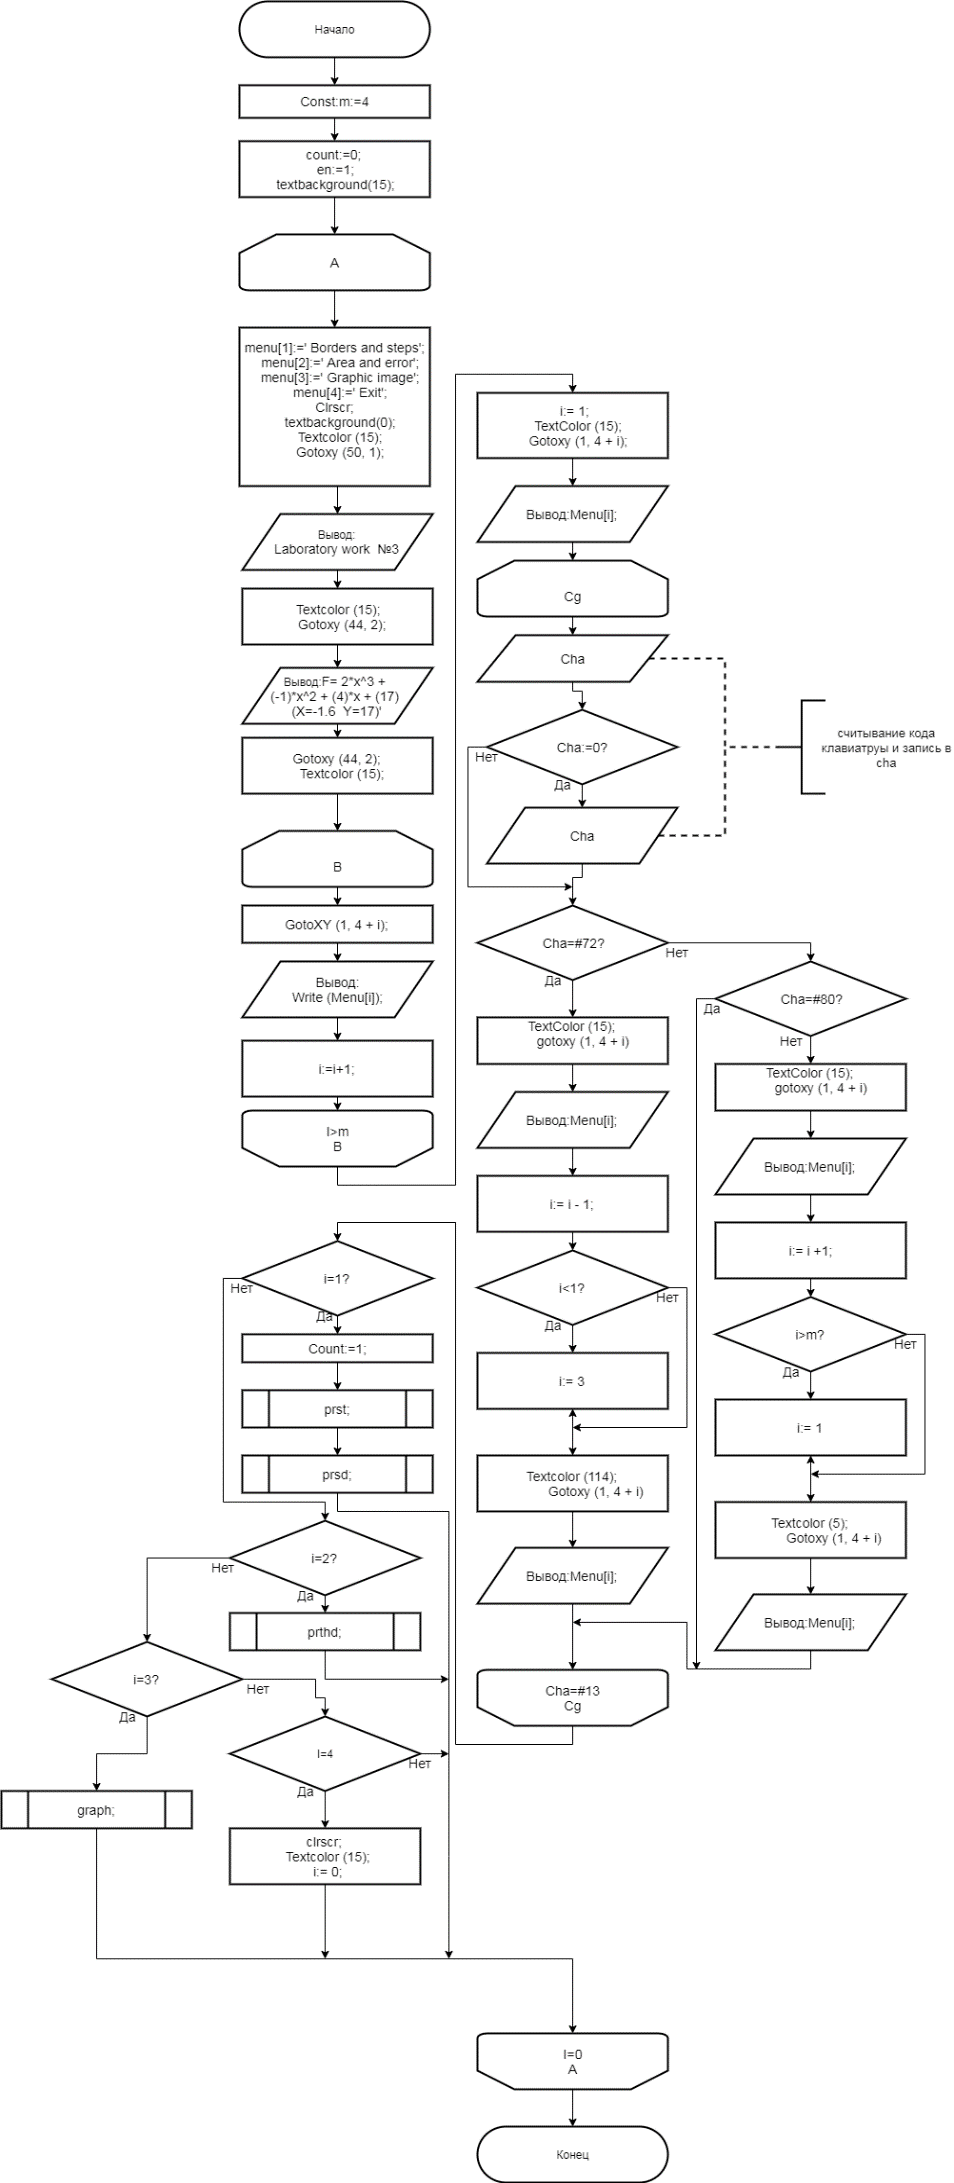 Начало
Const:m:=4
count:=0;
en:=1;
textbackground(15);
A
menu[1]:=' Borders and steps';
menu[2]:=' Area and error';
menu[3]:=' Graphic image';
menu[4]:=' Exit';
Clrscr;
textbackground(0);
Textcolor (15);
Gotoxy (50, 1);
Вывод:
Laboratory work №3
Textcolor (15);
Gotoxy (44, 2);
Вывод:F= 2*x^3 +
(-1)*x^2 + (4)*x + (17)
(X=-1.6 Y=17)'
Gotoxy (44, 2);
Textcolor (15);
B
GotoXY (1, 4 + i);
Вывод:
Write (Menu[i]);
i:=i+1;
I>m
B
i:= 1;
TextColor (15);
Gotoxy (1, 4 + i);
Вывод:Menu[i];
Cg
Cha
Cha:=0?
Нет
Да
Cha
считывание кода
клавиатруы и запись в
cha
Cha=#72?
Нет
Да
TextColor (15);
gotoxy (1, 4 + i)
Вывод:Menu[i];
i:= i - 1;
i<1?
Нет
Да
i:= 3
Textcolor (114);
Gotoxy (1, 4 + i)
Вывод:Menu[i];
Cha=#80?
Да
Нет
TextColor (15);
gotoxy (1, 4 + i)
Вывод:Menu[i];
i:= i +1;
i>m?
Нет
Да
i:= 1
Textcolor (5);
Gotoxy (1, 4 + i)
Вывод:Menu[i];
Cha=#13
Cg
i=1?
Нет
Да
Count:=1;
prst;
prsd;
i=2?
Нет
Да
prthd;
i=3?
Нет
Да
graph;
I=4
Нет
Да
clrscr;
Textcolor (15);
i:= 0;
I=0
A
Конец